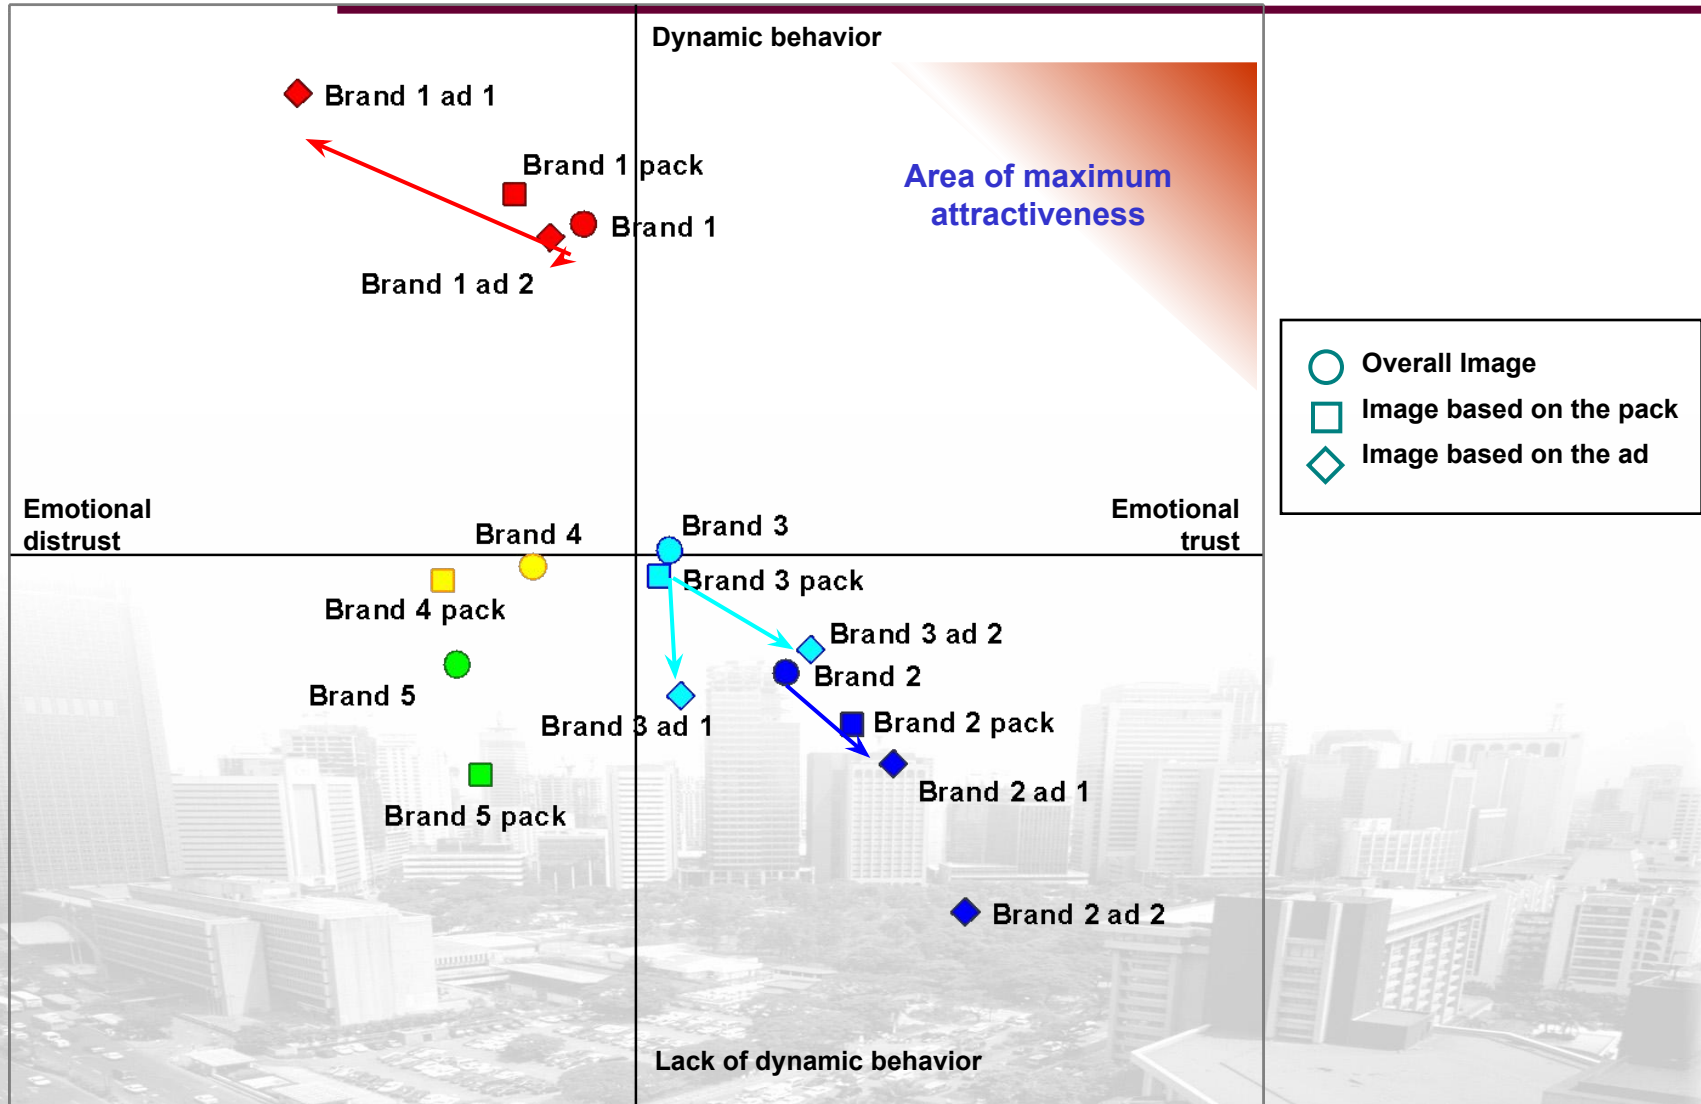 Dynamic behavior
Brand 1 ad 1
Brand 1 pack
Area of maximum
attractiveness
Brand 1
Brand 1 ad 2
Overall Image
Image based on the pack
Image based on the ad
Emotional
distrust
Emotional
trust
Brand 4
Brand 3
Brand 3 pack
Brand 4 pack
Brand 3 ad 2
Brand 2
Brand 5
Brand 3 ad 1
Brand 2 pack
Brand 2 ad 1
Brand 5 pack
Brand 2 ad 2
Lack of dynamic behavior